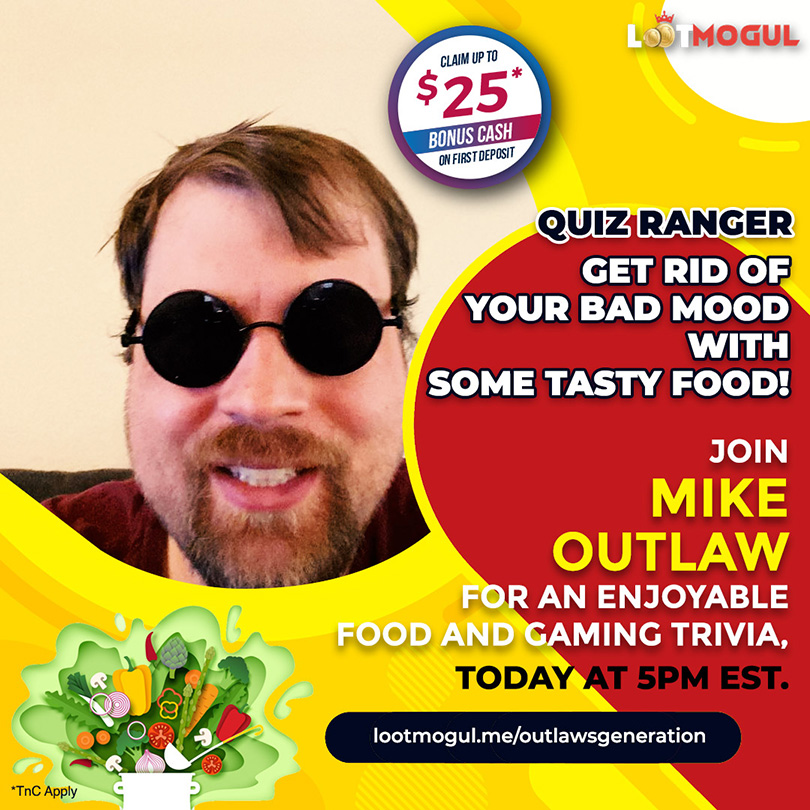 LOOTMOGUL
CLAIM UP TO
$25*
BONUS CASH
ON FIRST DEPOSIT
QUIZ RANGER
GET RID OF
YOUR BAD MOOD
WITH
SOME TASTY FOOD!
JOIN
MIKE
OUTLAW
FOR AN ENJOYABLE
FOOD AND GAMING TRIVIA,
TODAY AT 5PM EST.
lootmogul.me/outlawsgeneration
*TnC Apply